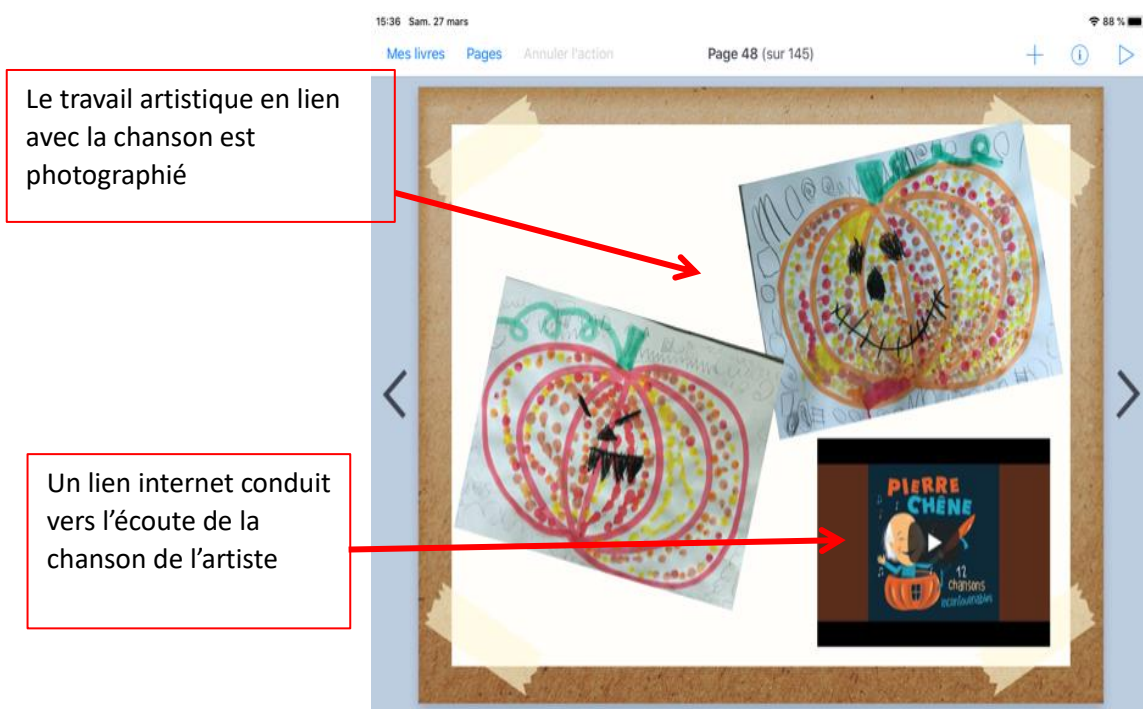 15:36 Sam. 27 mars
88 %
Mes livres Pages Annuler l'action Page 48 (sur 145)
Le travail artistique en lien
avec la chanson est
photographié
Un lien internet conduit
vers l’écoute de la
chanson de l’artiste
PIERRE
CHÊNE
12
chansons
incontournables